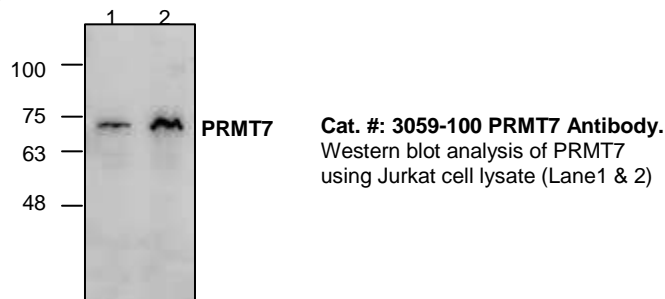 1 2
100
75
63
48
PRMT7
Cat. #: 3059-100 PRMT7 Antibody.
Western blot analysis of PRMT7
using Jurkat cell lysate (Lane1 & 2)